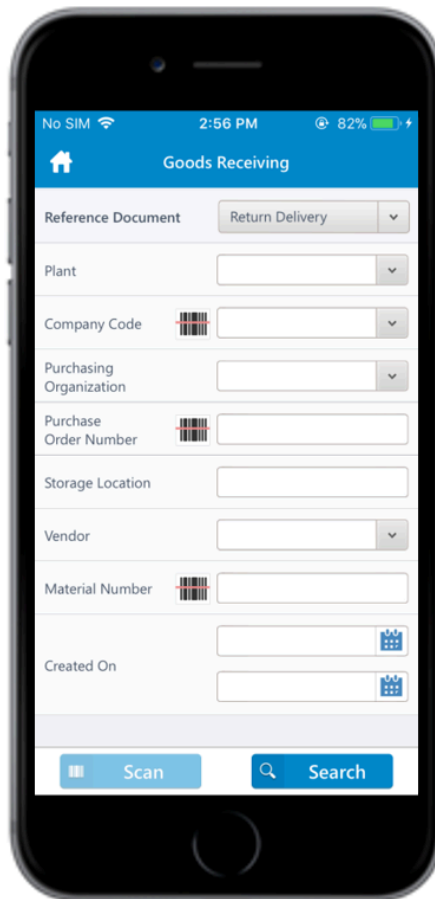 No SIM 2:56 PM 82%
Goods Receiving
Reference Document Return Delivery
Plant
Company Code
Purchasing
Organization
Purchase
Order Number
Storage Location
Vendor
Material Number
Created On
Scan Search